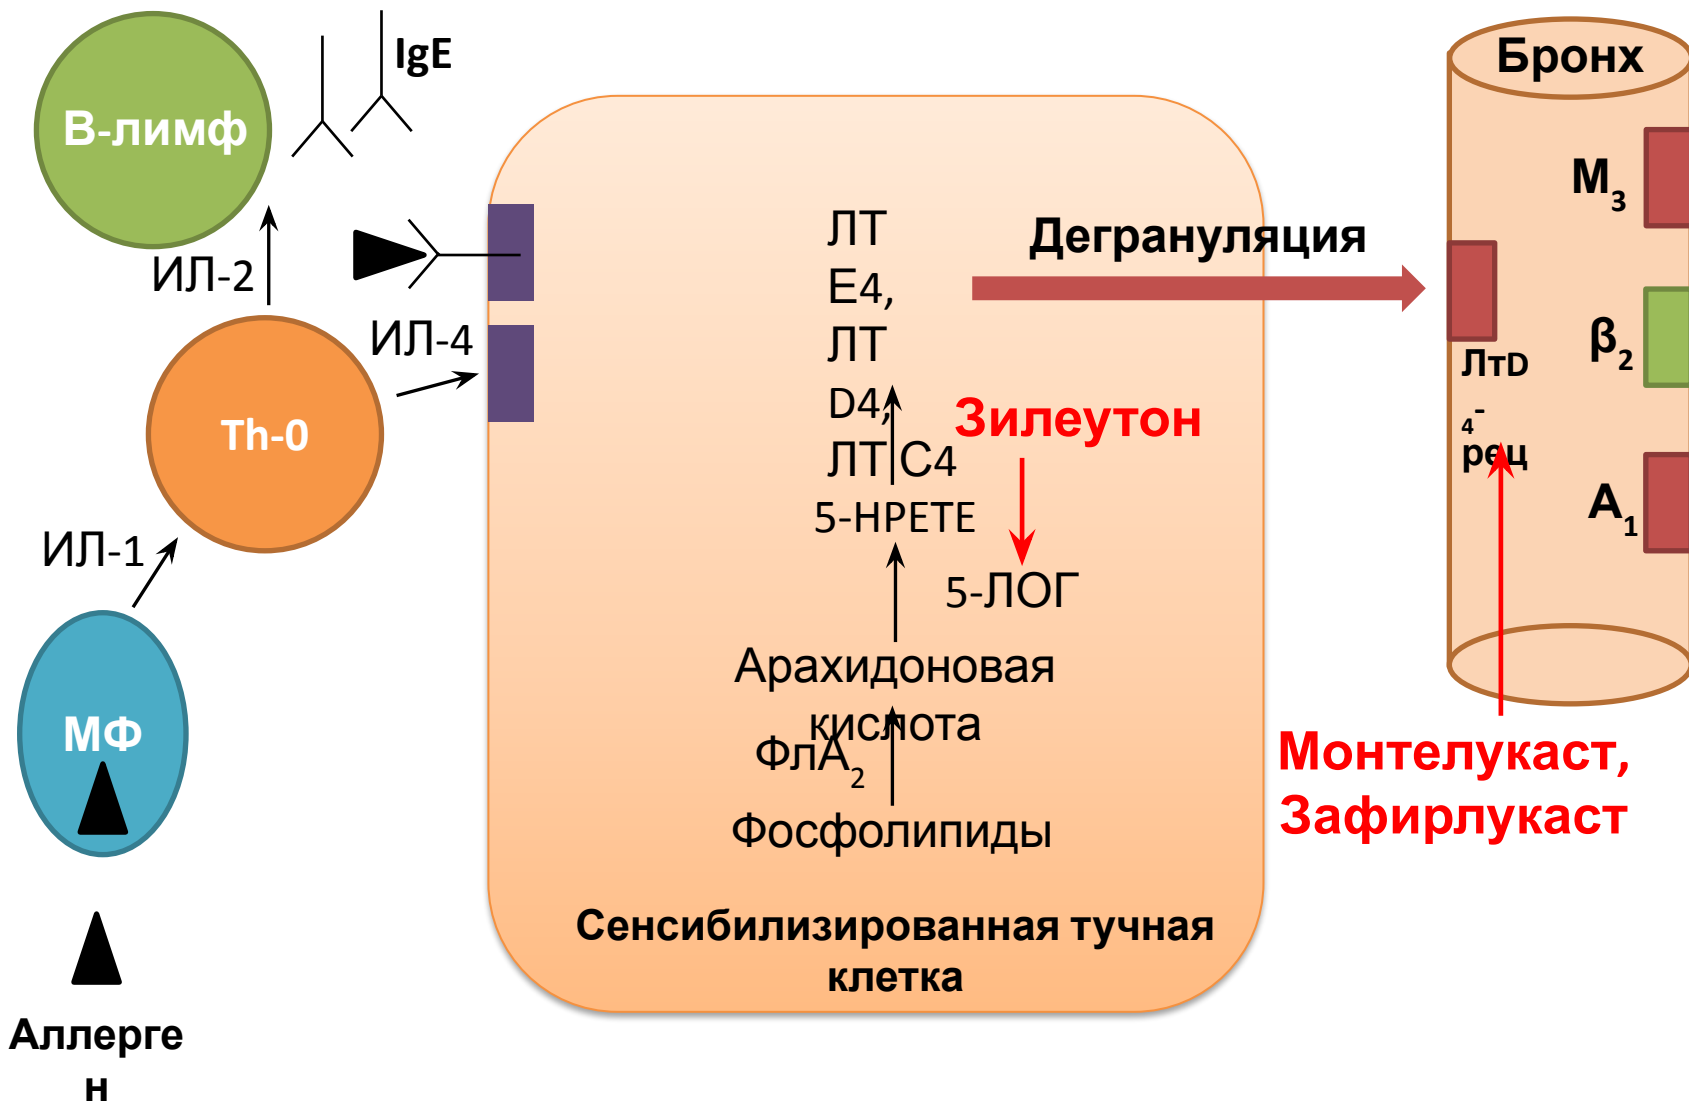 В-лимф
IgE
ИЛ-2
ИЛ-4
Th-0
ИЛ-1
МФ
Аллерге
н
ЛТ
Е4,
ЛТ
D4,
ЛТ С4
5-HPETE
Зилеутон
5-ЛОГ
Арахидоновая
кислота
ФлА2
Фосфолипиды
Сенсибилизированная тучная
клетка
Дегрануляция
Бронх
М3
β2
А1
ЛтD
4-
рец
Монтелукаст,
Зафирлукаст